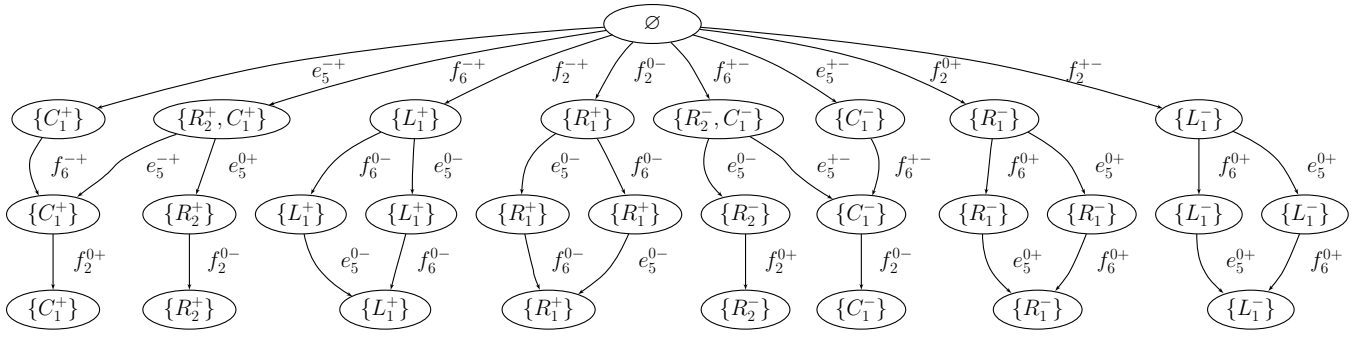 ∅
e_5^{-+} f_6^{-+} f_2^{-+} f_2^{0-} f_6^{+-} e_5^{+-} f_2^{0+} f_2^{+-}
{C_1^+} {R_2^+, C_1^+} {L_1^+} {R_1^+} {R_2^-, C_1^-} {C_1^-} {R_1^-} {L_1^-}
f_6^{-+} e_5^{-+} e_5^{0+} f_6^{0-} e_5^{0-} e_5^{0-} f_6^{0-} e_5^{0-} e_5^{+-} f_6^{+-} f_6^{0+} e_5^{0+} f_6^{0+} e_5^{0+}
{C_1^+} {R_2^+} {L_1^+} {L_1^+} {R_1^+} {R_1^+} {R_2^-} {C_1^-} {R_1^-} {R_1^-} {L_1^-} {L_1^-}
f_2^{0+} f_2^{0-} e_5^{0-} f_6^{0-} f_6^{0-} e_5^{0-} f_2^{0+} f_2^{0-} e_5^{0+} f_6^{0+} e_5^{0+} f_6^{0+}
{C_1^+} {R_2^+} {L_1^+} {R_1^+} {R_2^-} {C_1^-} {R_1^-} {L_1^-}